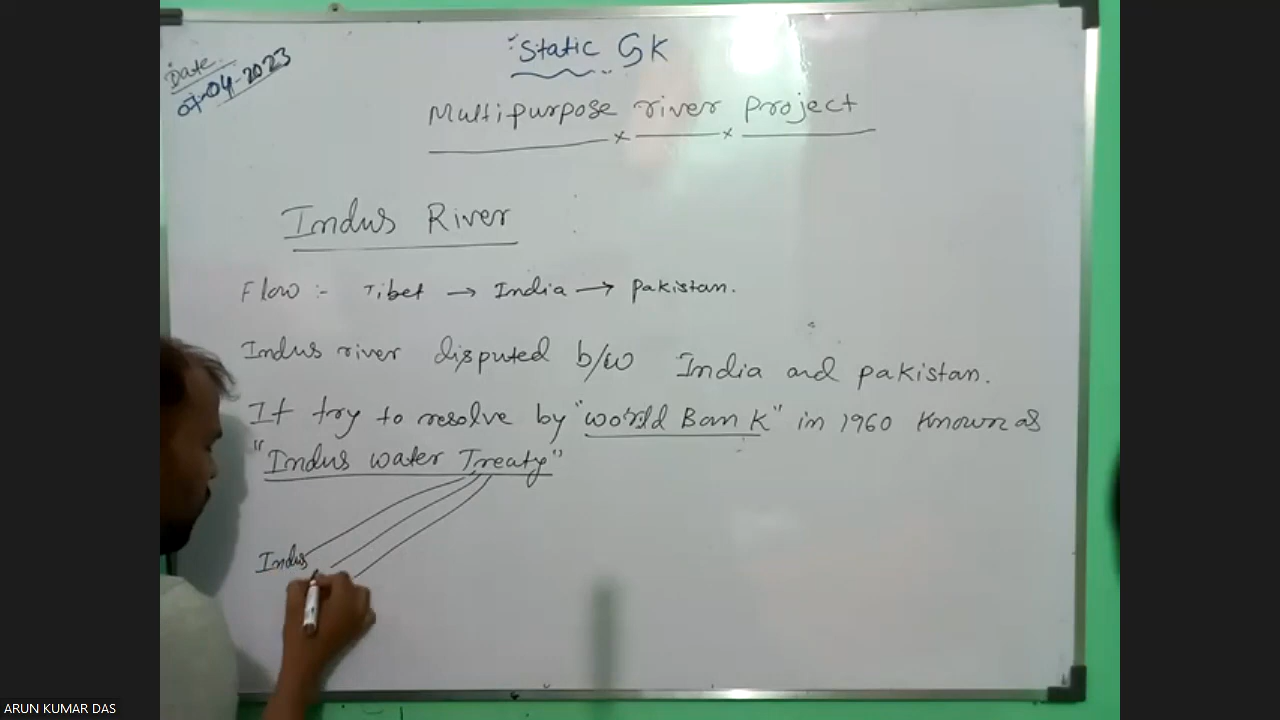 Date
07-04-2023
Static GK
Multipurpose river project
Indus River
Flow :- Tibet → India → pakistan.
Indus river disputed b/w India and pakistan.
It try to resolve by "world Bank" in 1960 known as
"Indus water Treaty"
Indus
ARUN KUMAR DAS